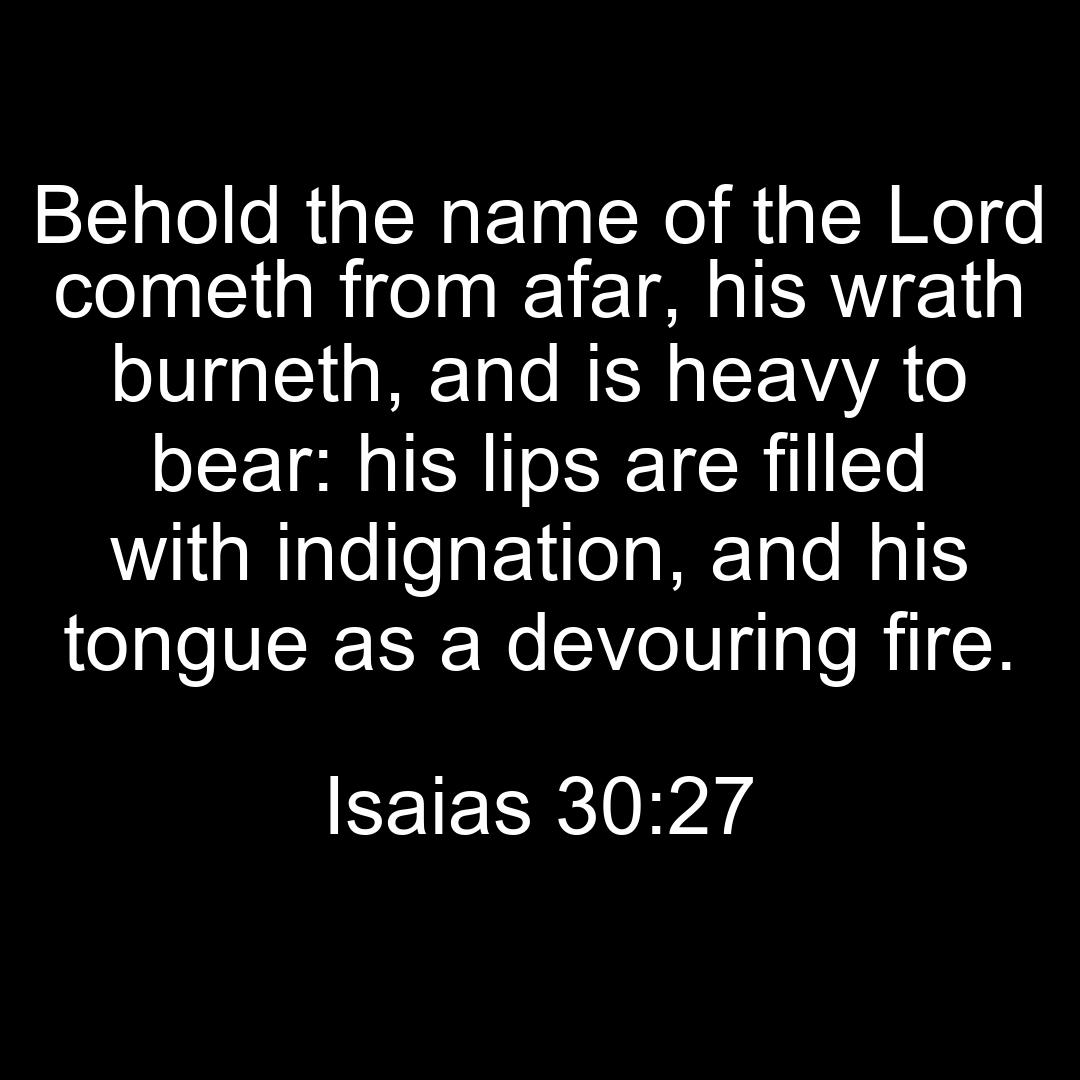 Behold the name of the Lord
cometh from afar, his wrath
burneth, and is heavy to
bear: his lips are filled
with indignation, and his
tongue as a devouring fire.
Isaias 30:27